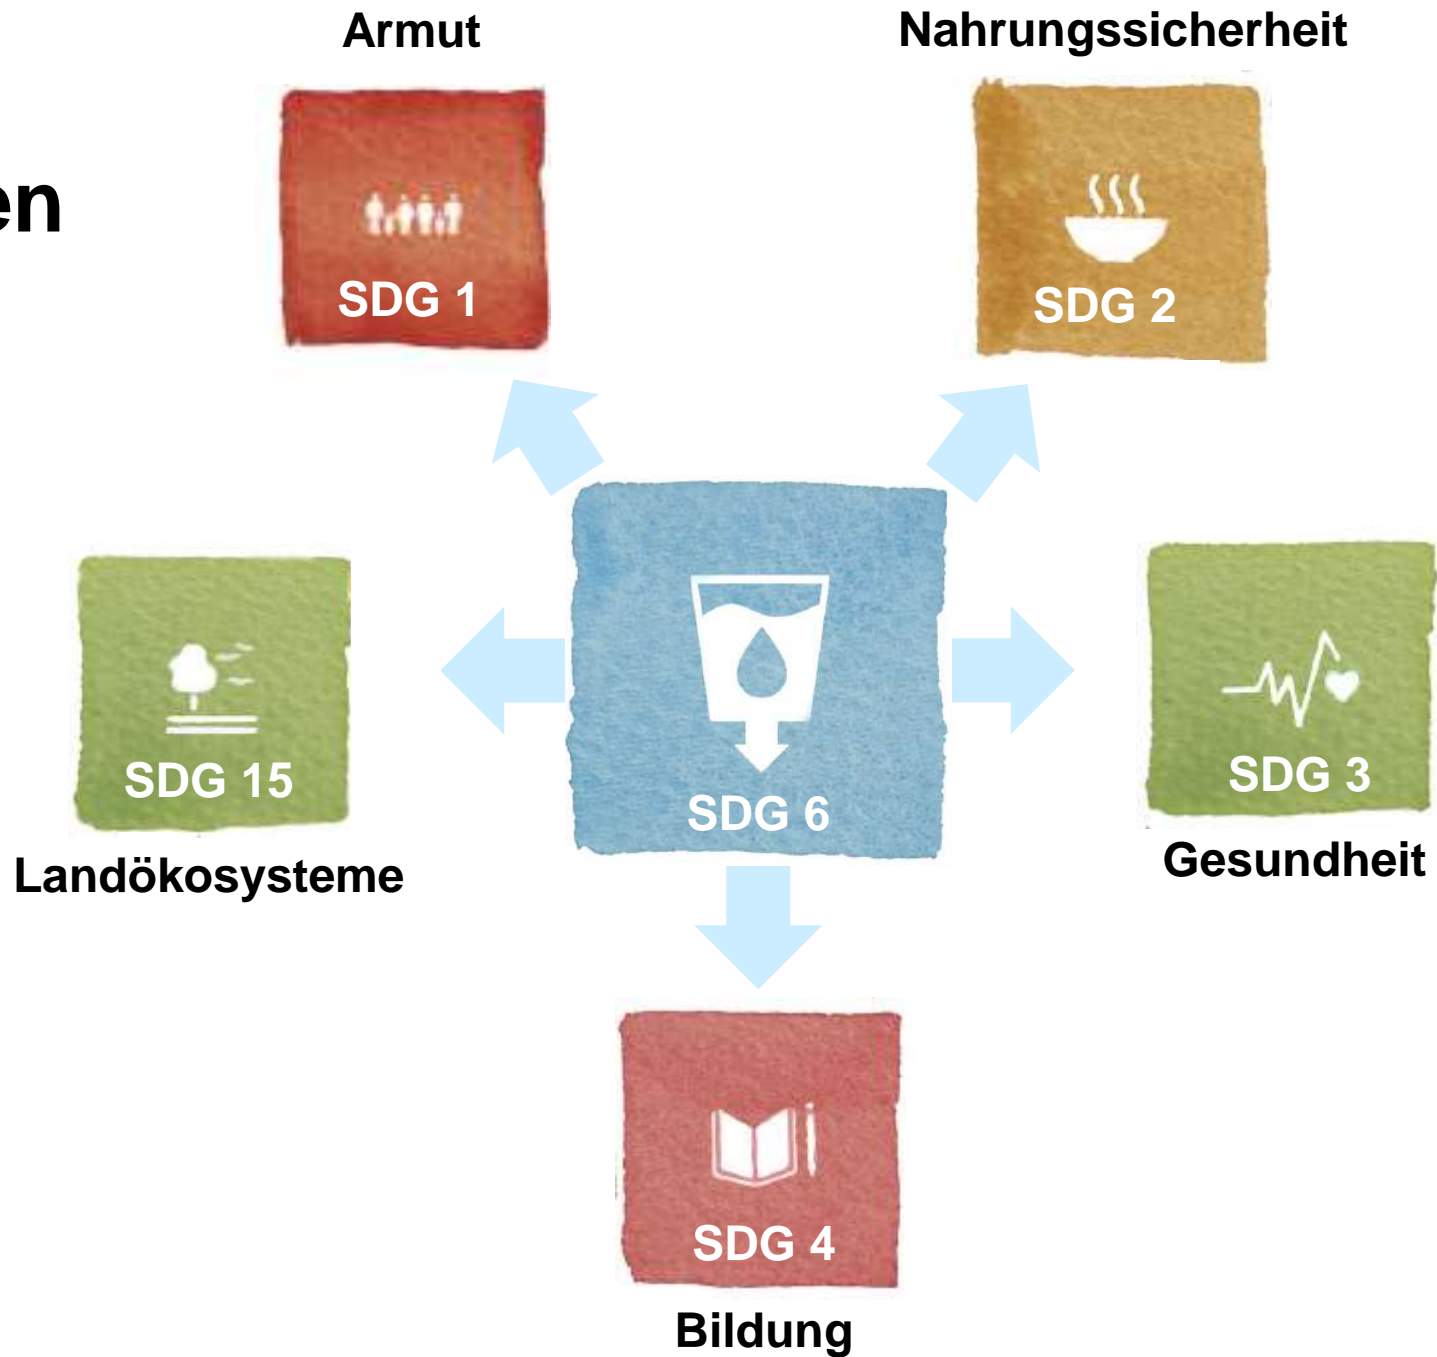 Armut
Nahrungssicherheit
en
SDG 1
SDG 2
SDG 15
SDG 6
SDG 3
Landökosysteme
Gesundheit
SDG 4
Bildung